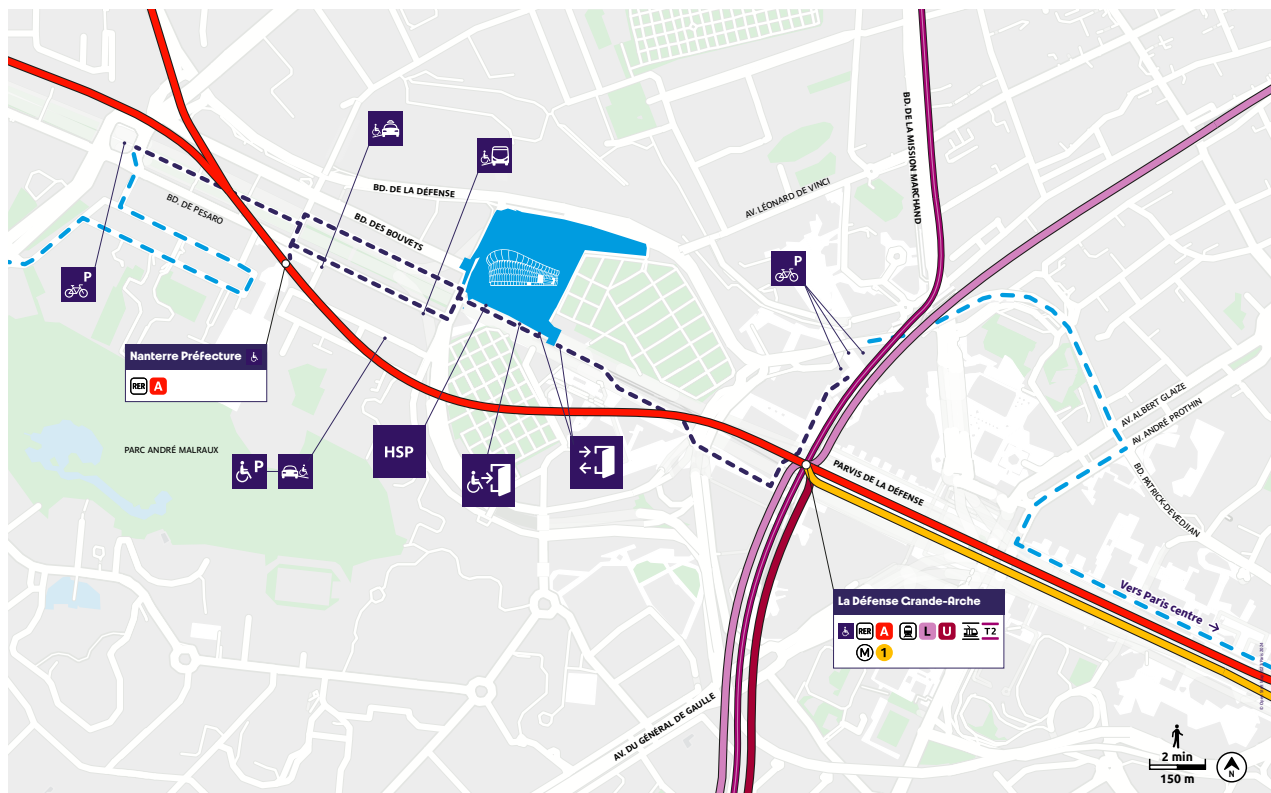 BD. DE LA MISSION MARCHAND
BD. DE LA DÉFENSE
AV. LÉONARD DE VINCI
BD. DE PESARO
BD. DES BOUVETS
P
P
Nanterre Préfecture
RER A
PARC ANDRÉ MALRAUX
P
HSP
AV. ALBERT GLAIZE
AV. ANDRÉ PROTHIN
BD. PATRICK-DEVEDJIAN
PARVIS DE LA DÉFENSE
La Défense Grande-Arche
RER A L U T2
M 1
Vers Paris centre →
AV. DU GÉNÉRAL DE GAULLE
2 min
150 m
N